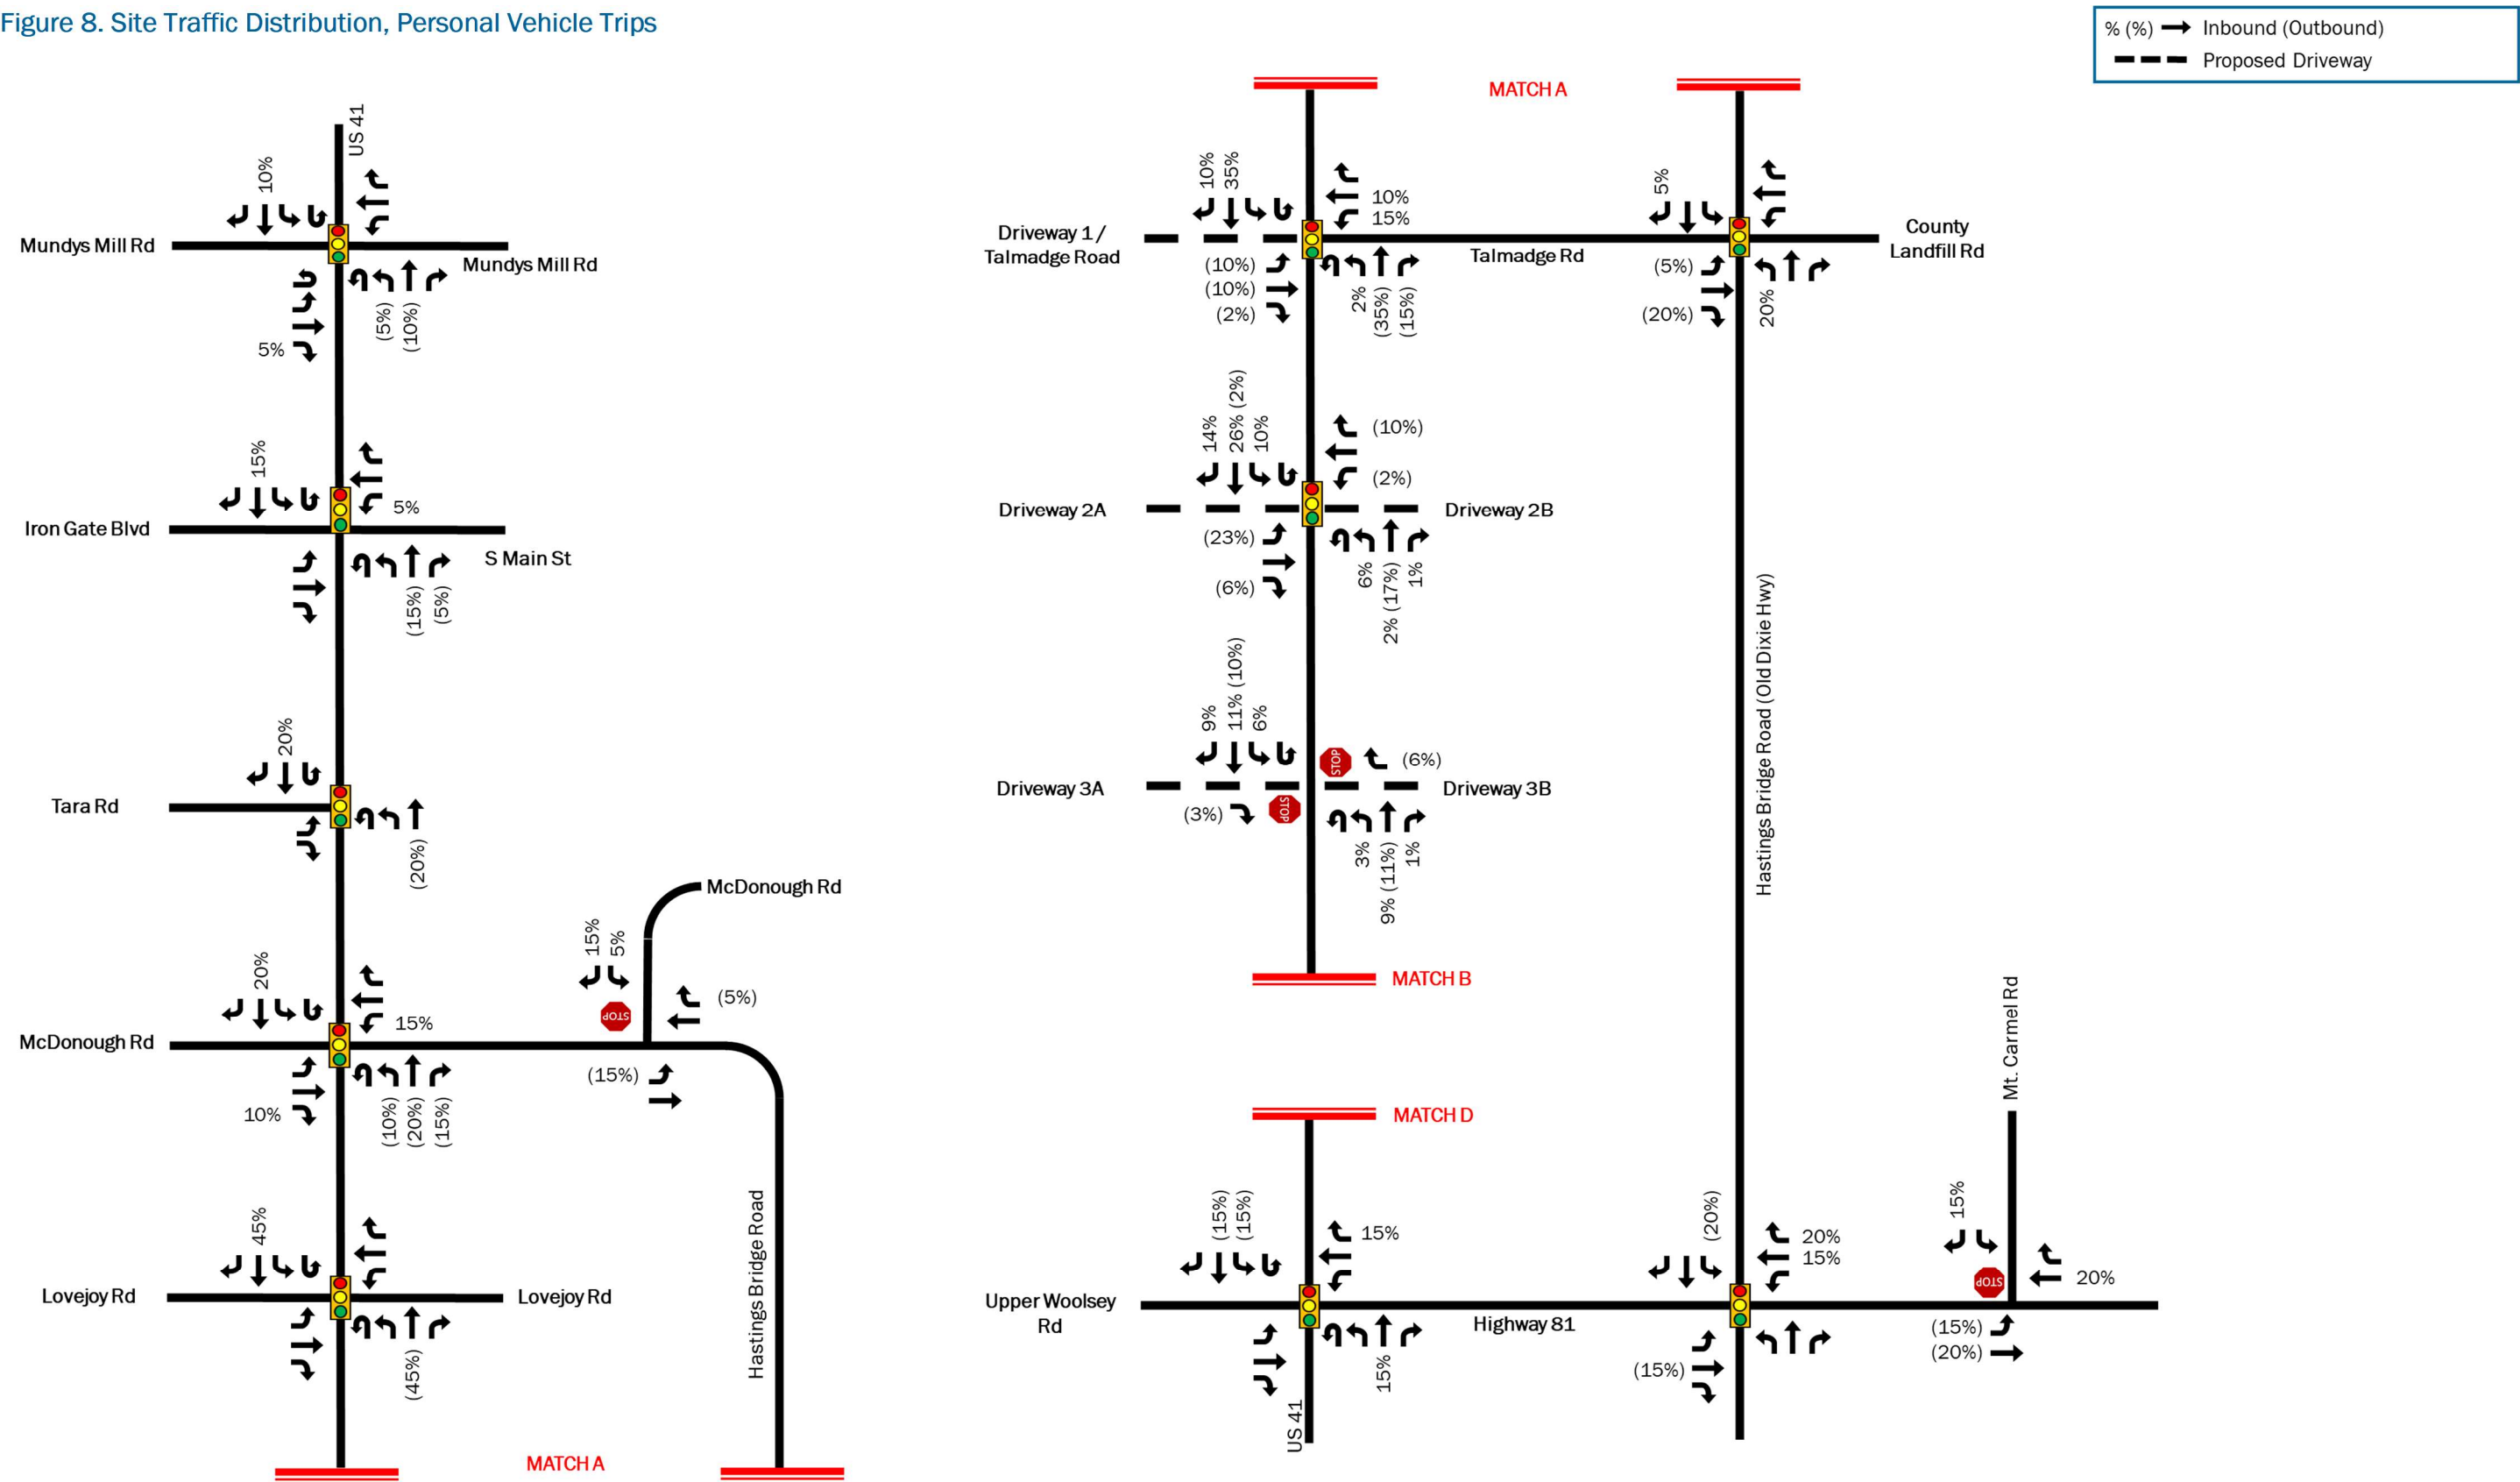 Figure 8. Site Traffic Distribution, Personal Vehicle Trips
% (%) Inbound (Outbound)
Proposed Driveway
US 41
10%
Mundys Mill Rd
Mundys Mill Rd
5%
(5%)
(10%)
15%
5%
Iron Gate Blvd
S Main St
(15%)
(5%)
20%
Tara Rd
(20%)
McDonough Rd
15%
5%
(5%)
20%
15%
McDonough Rd
(15%)
10%
(10%)
(20%)
(15%)
45%
Lovejoy Rd
Lovejoy Rd
(45%)
Hastings Bridge Road
MATCH A
MATCH A
10%
35%
10%
15%
Driveway 1/
Talmadge Road
Talmadge Rd
(10%)
(10%)
(2%)
2%
(35%)
(15%)
5%
County
Landfill Rd
(5%)
(20%)
20%
14%
26% (2%)
10%
(10%)
(2%)
Driveway 2A
Driveway 2B
(23%)
(6%)
6%
2% (17%)
1%
9%
11% (10%)
6%
STOP
(6%)
Driveway 3A
Driveway 3B
(3%)
STOP
3%
9% (11%)
1%
Hastings Bridge Road (Old Dixie Hwy)
MATCH B
MATCH D
(15%)
(15%)
15%
Upper Woolsey
Rd
Highway 81
15%
US 41
(20%)
20%
15%
(15%)
Mt. Carmel Rd
15%
STOP
20%
(15%)
(20%)
STOP